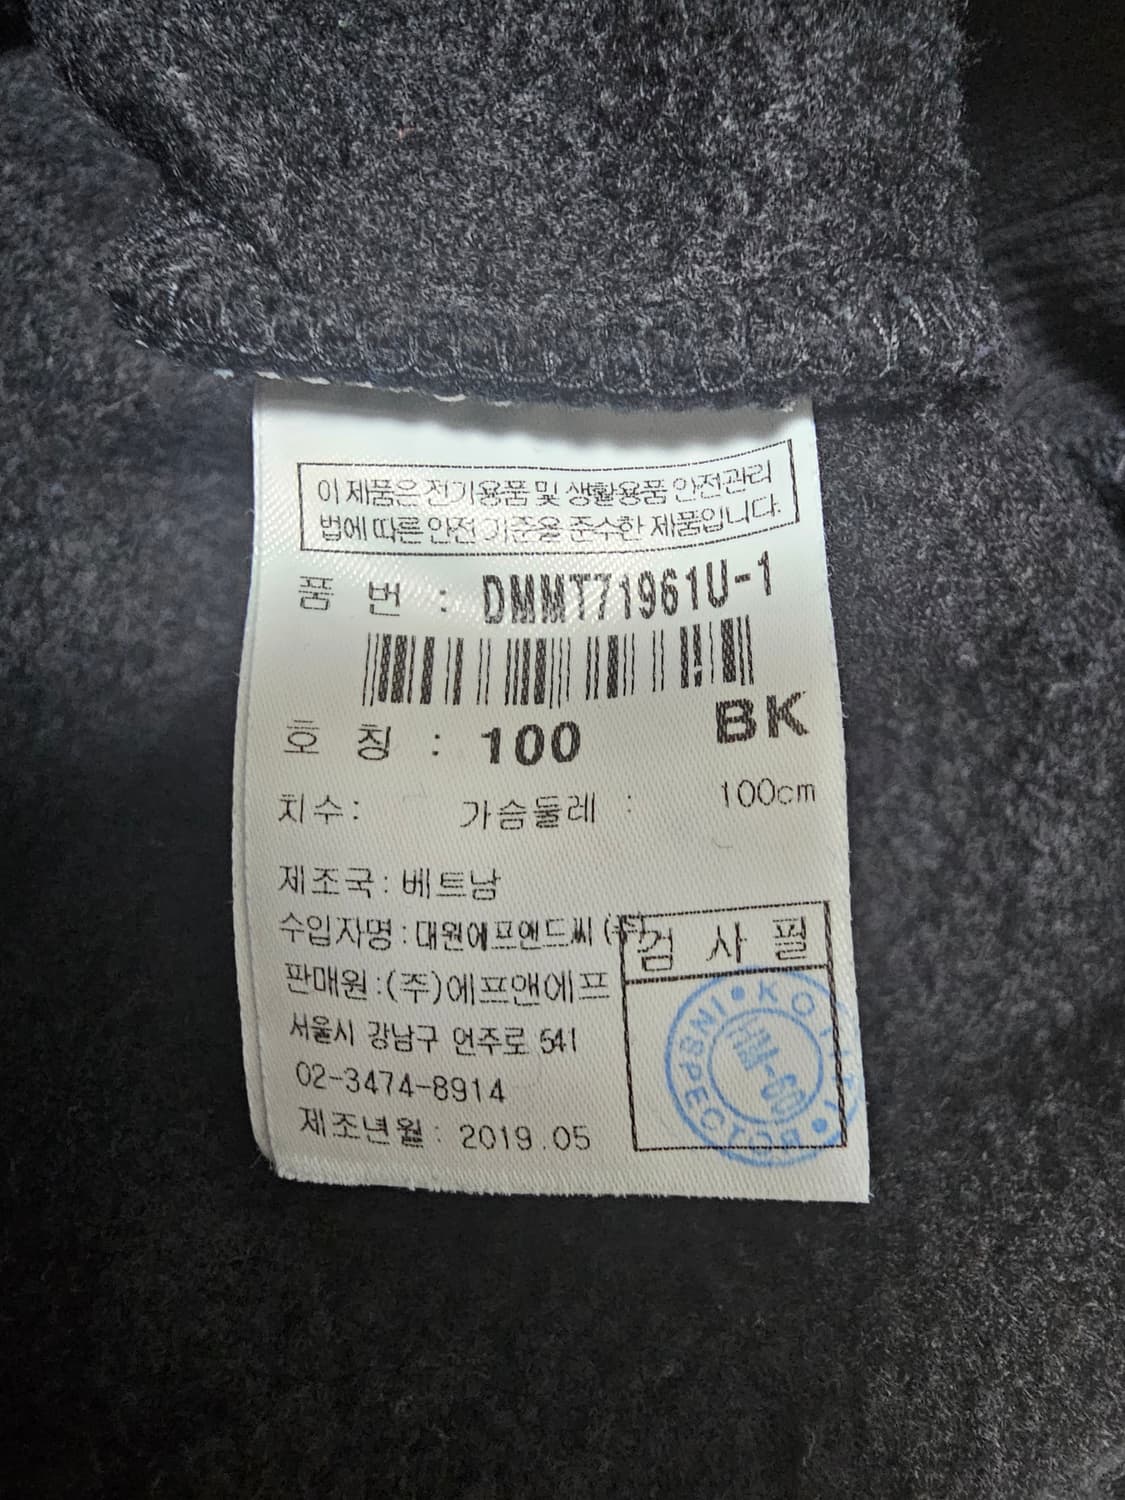 이 제품은 전기용품 및 생활용품 안전관리
법에 따른 안전 기준을 준수한 제품입니다.
품 번 : DMMT71961U-1
호 칭 : 100 BK
치수: 가슴둘레 : 100cm
제조국: 베트남
수입자명: 대원에프앤드씨 (주)
검 사 필
판매원:(주)에프앤에프
서울시 강남구 언주로 541
02-3474-8914
제조년월: 2019.05
INSPECTOR
HM-60